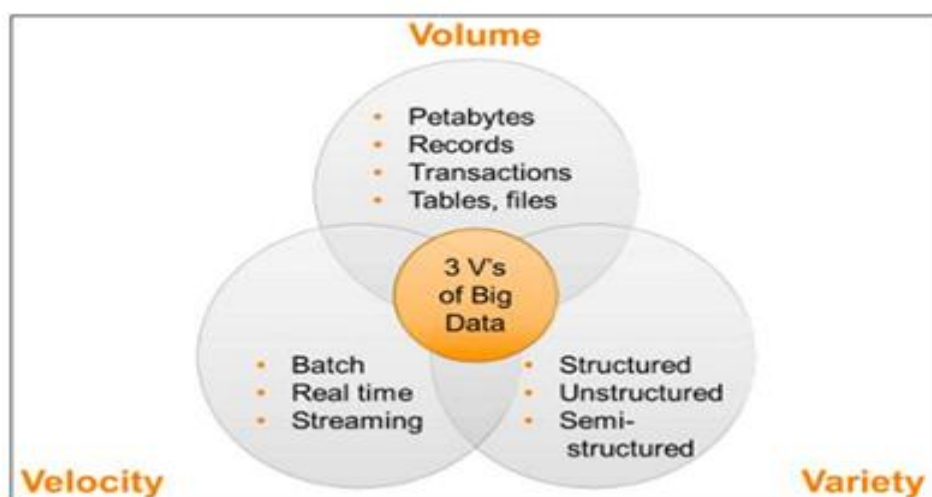 Volume
• Petabytes
• Records
• Transactions
• Tables, files
3 V's
of Big
Data
• Batch
• Real time
• Streaming
• Structured
• Unstructured
• Semi-
structured
Velocity
Variety